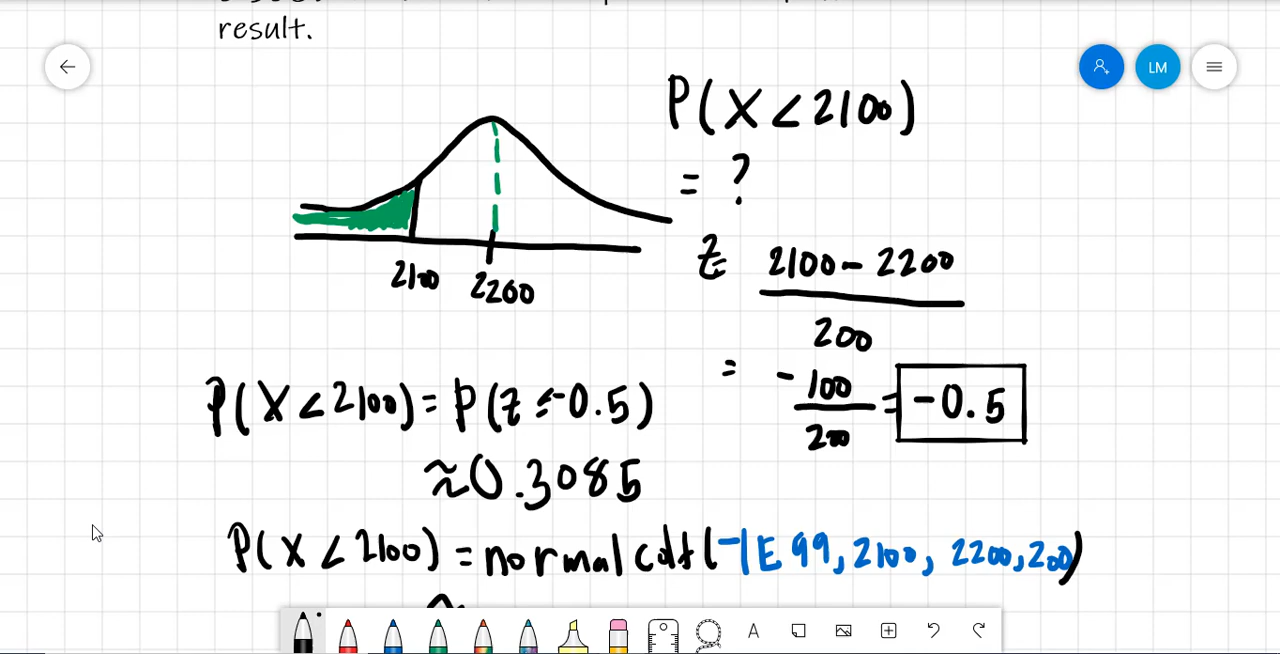 result.
LM
P(X<2100)
= ?
z= 2100-2200
200
2100 2200
= -100 = -0.5
200
P(X<2100)=P(z<-0.5)
≈0.3085
P(X<2100)=normalcdf(-1E99,2100,2200,200)
≈
A